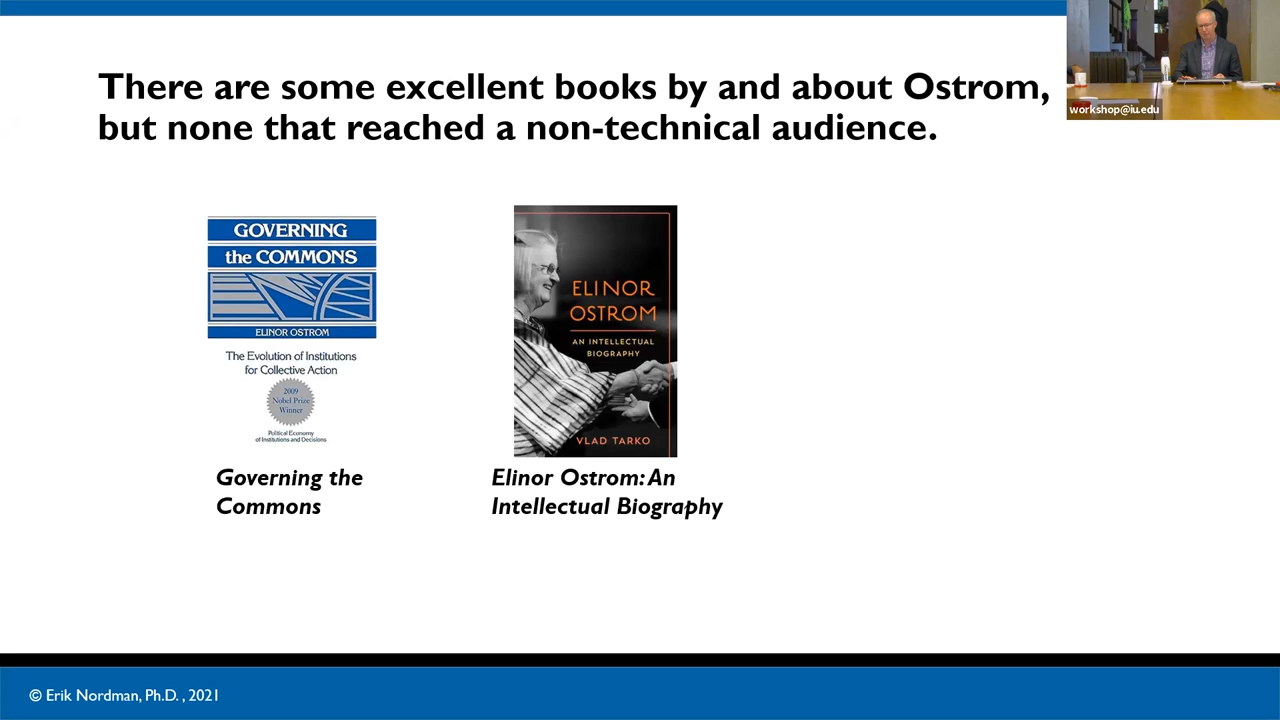 There are some excellent books by and about Ostrom,
but none that reached a non-technical audience.
workshop@iu.edu
GOVERNING
the COMMONS
ELINOR OSTROM
The Evolution of Institutions
for Collective Action
2009
Nobel Prize
Winner
Political Economy
of Institutions and Decisions
ELINOR
OSTROM
AN INTELLECTUAL
BIOGRAPHY
VLAD TARKO
Governing the
Commons
Elinor Ostrom: An
Intellectual Biography
© Erik Nordman, Ph.D. , 2021